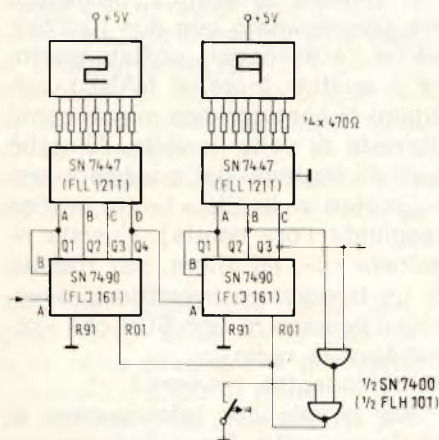 +5V +5V
2 7
14 x 470Ω
SN 7447 SN 7447
(FLL 121T) (FLL 121T)
A B C D A B C
Q1 Q2 Q3 Q4 Q1 Q2 Q3
B B
SN 7490 SN 7490
(FLJ 161) (FLJ 161)
A A
R91 R01 R91 R01
½ SN 7400
(½ FLH 101)